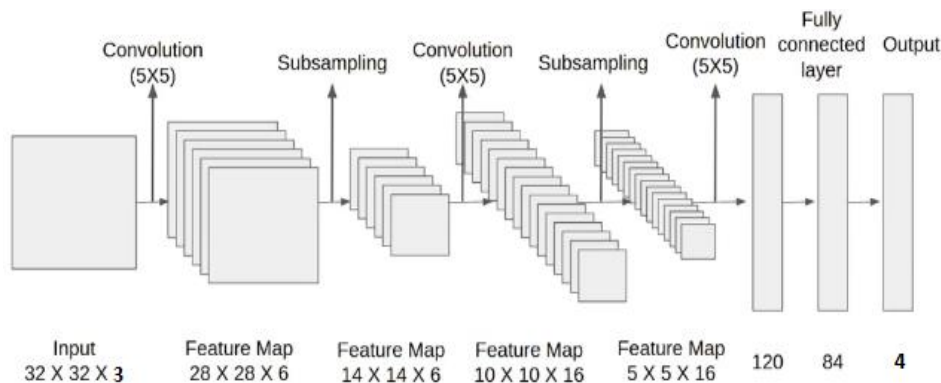 Convolution
(5X5)
Subsampling
Convolution
(5X5)
Subsampling
Convolution
(5X5)
Fully
connected
layer
Output
Input
32 X 32 X 3
Feature Map
28 X 28 X 6
Feature Map
14 X 14 X 6
Feature Map
10 X 10 X 16
Feature Map
5 X 5 X 16
120
84
4